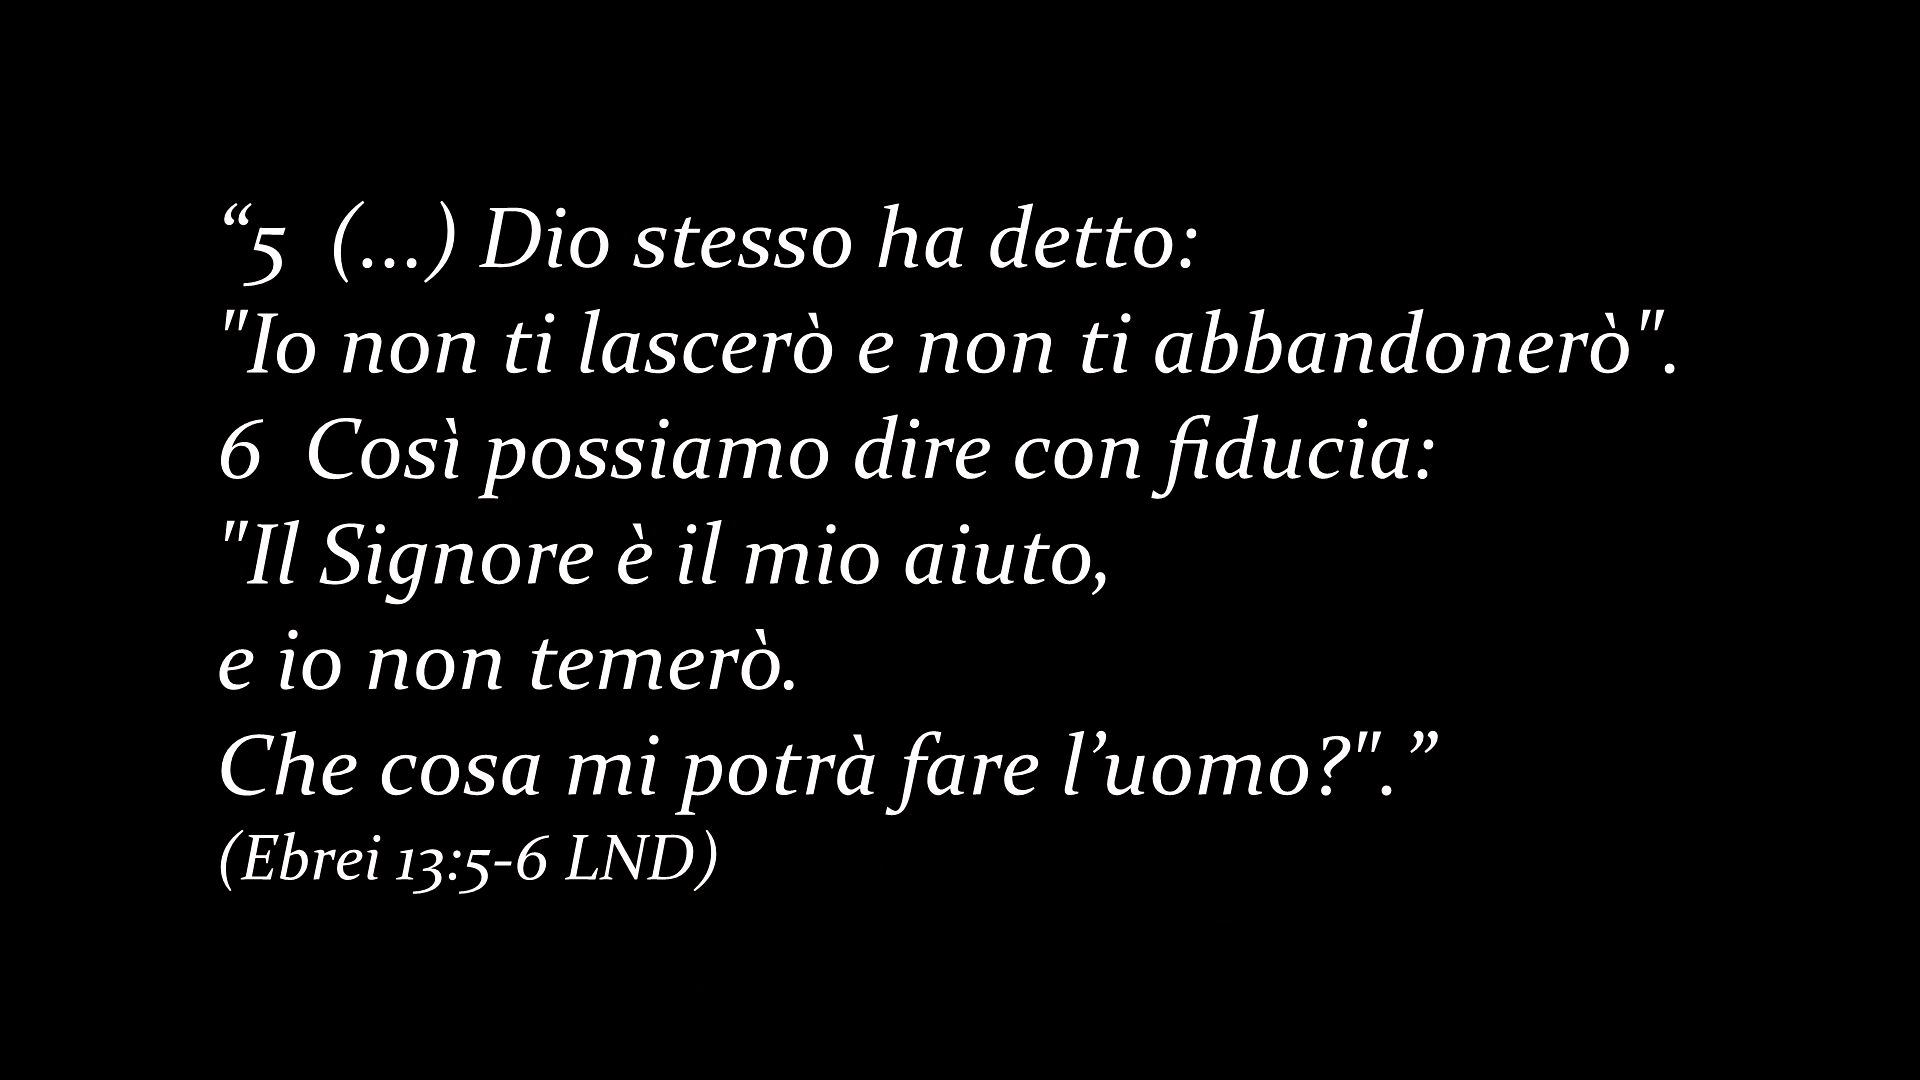 “5  (...) Dio stesso ha detto:
"Io non ti lascerò e non ti abbandonerò".
6  Così possiamo dire con fiducia:
"Il Signore è il mio aiuto,
e io non temerò.
Che cosa mi potrà fare l’uomo?".”
(Ebrei 13:5-6 LND)